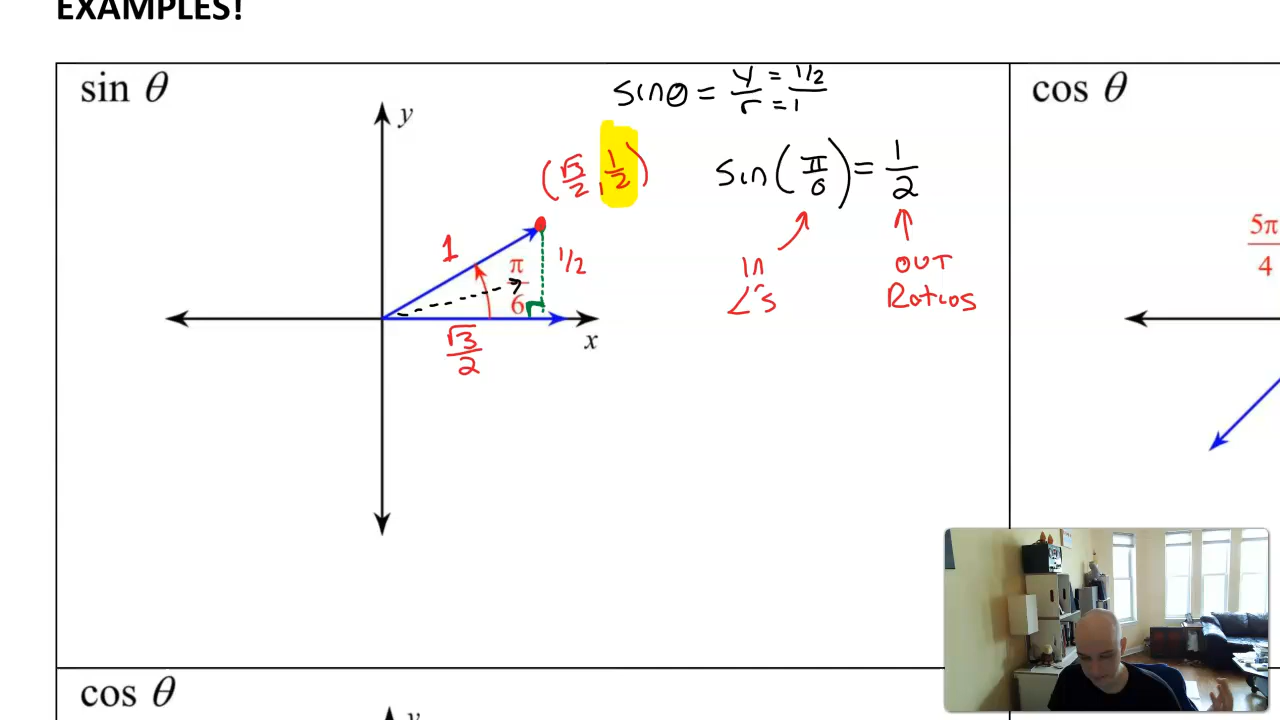 EXAMPLES!
sin θ
sinθ = y/r = 1/2 / = 1
cos θ
y
(√3/2, 1/2)
sin(π/6) = 1/2
1
1/2
π/6
√3/2
x
In
∠'s
OUT
Ratios
5π/4
cos θ
y